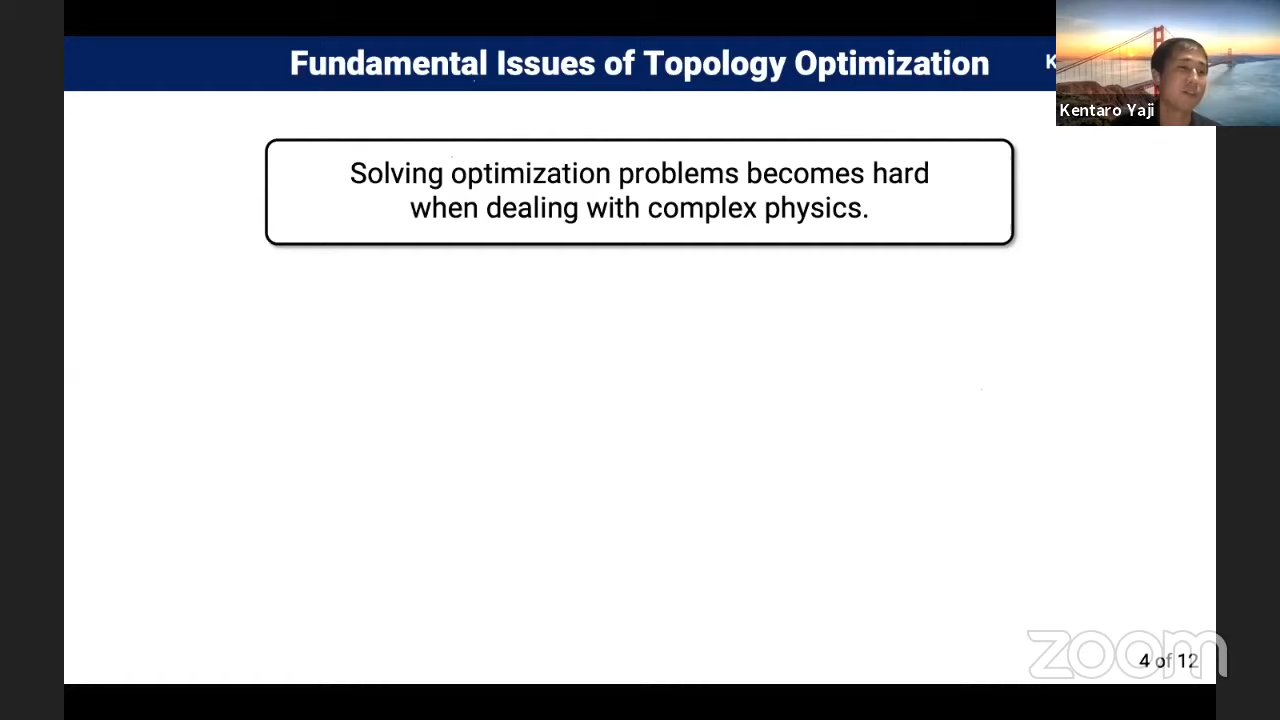 Fundamental Issues of Topology Optimization
K
Kentaro Yaji
Solving optimization problems becomes hard
when dealing with complex physics.
zoom
4 of 12